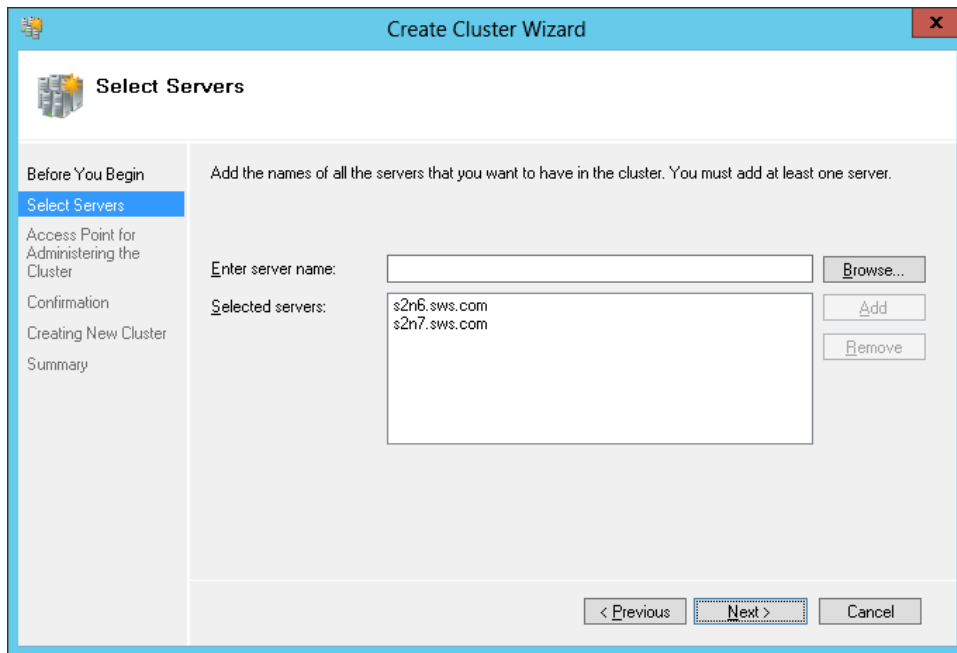 Create Cluster Wizard
x
Select Servers
Before You Begin
Select Servers
Access Point for
Administering the
Cluster
Confirmation
Creating New Cluster
Summary
Add the names of all the servers that you want to have in the cluster. You must add at least one server.
Enter server name:
Browse...
Selected servers:
s2n6.sws.com
s2n7.sws.com
Add
Remove
< Previous
Next >
Cancel